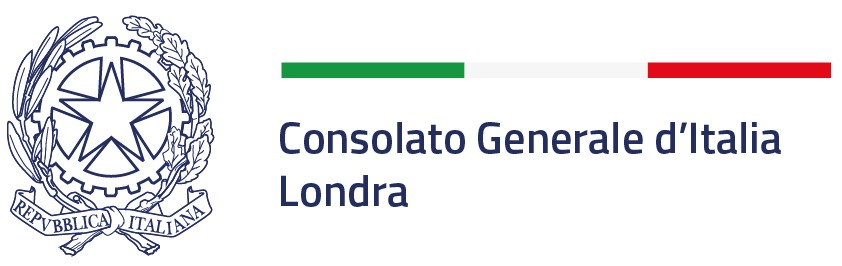 REPVBBLICA ITALIANA
Consolato Generale d’Italia
Londra